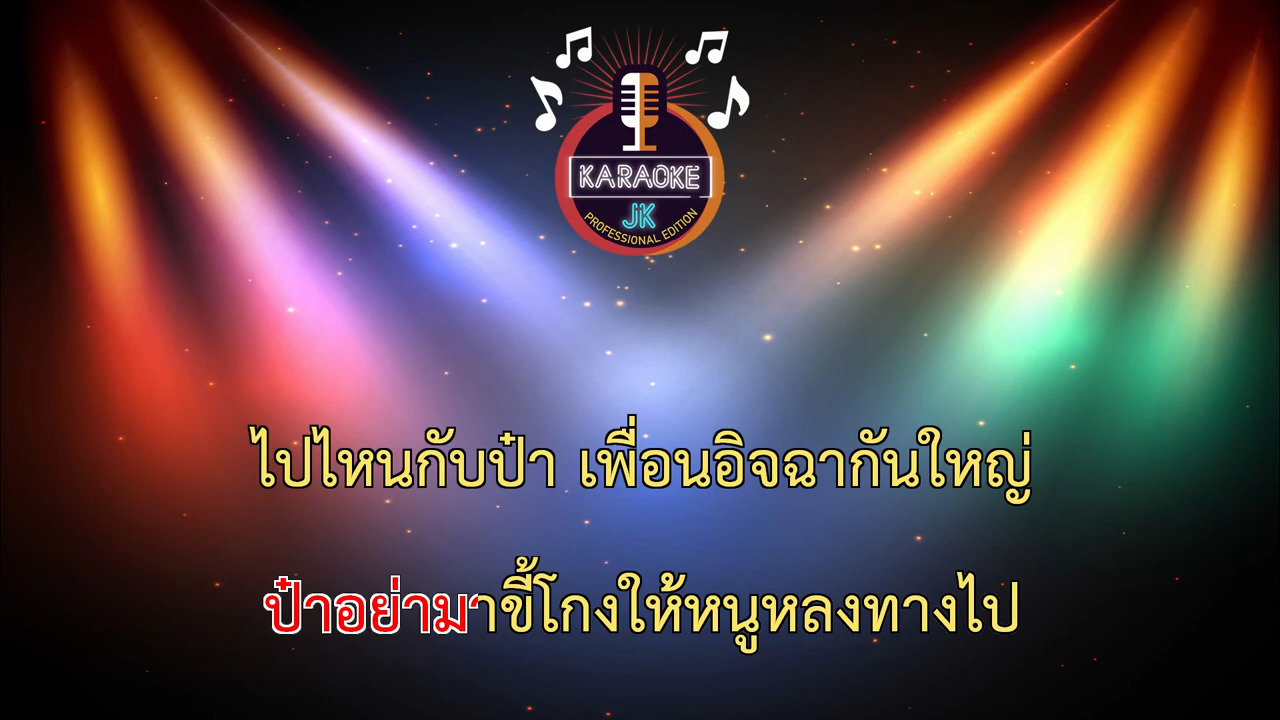 KARAOKE
JK
PROFESSIONAL EDITION
ไปไหนกับป๋า เพื่อนอิจฉากันใหญ่
ป๋าอย่ามาขี้โกงให้หนูหลงทางไป